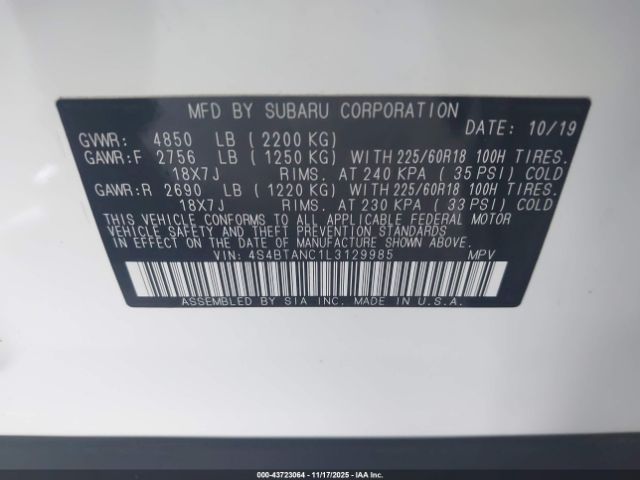 MFD BY SUBARU CORPORATION
DATE: 10/19
GVWR: 4850 LB (2200 KG)
GAWR:F 2756 LB (1250 KG) WITH 225/60R18 100H TIRES.
18X7J RIMS. AT 240 KPA (35 PSI) COLD
GAWR:R 2690 LB (1220 KG) WITH 225/60R18 100H TIRES.
18X7J RIMS. AT 230 KPA (33 PSI) COLD
THIS VEHICLE CONFORMS TO ALL APPLICABLE FEDERAL MOTOR
VEHICLE SAFETY AND THEFT PREVENTION STANDARDS IN EFFECT
ON THE DATE OF MANUFACTURE SHOWN ABOVE.
VIN: 4S4BTANC1L3129985 MPV
ASSEMBLED BY SIA INC. MADE IN U.S.A.
000-43723064 - 11/17/2025 - IAAI.COM